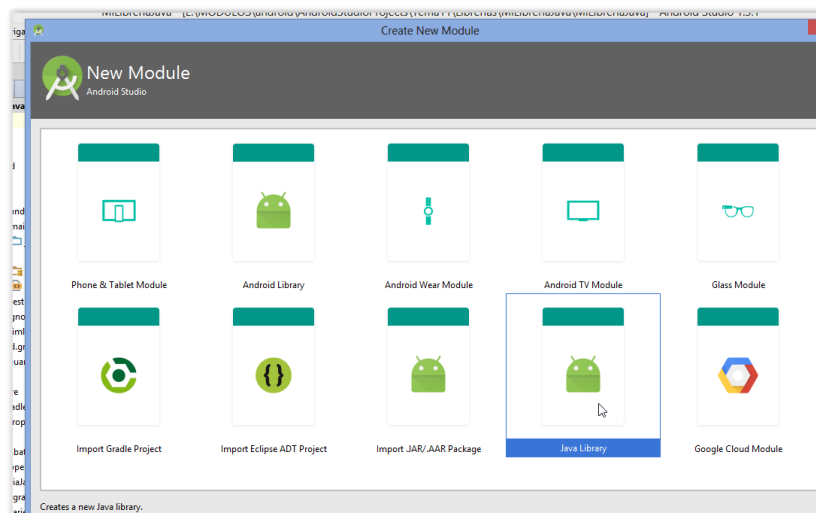 Create New Module
New Module
Android Studio
Phone & Tablet Module
Android Library
Android Wear Module
Android TV Module
Glass Module
Import Gradle Project
Import Eclipse ADT Project
Import .JAR/.AAR Package
Java Library
Google Cloud Module
Creates a new Java library.